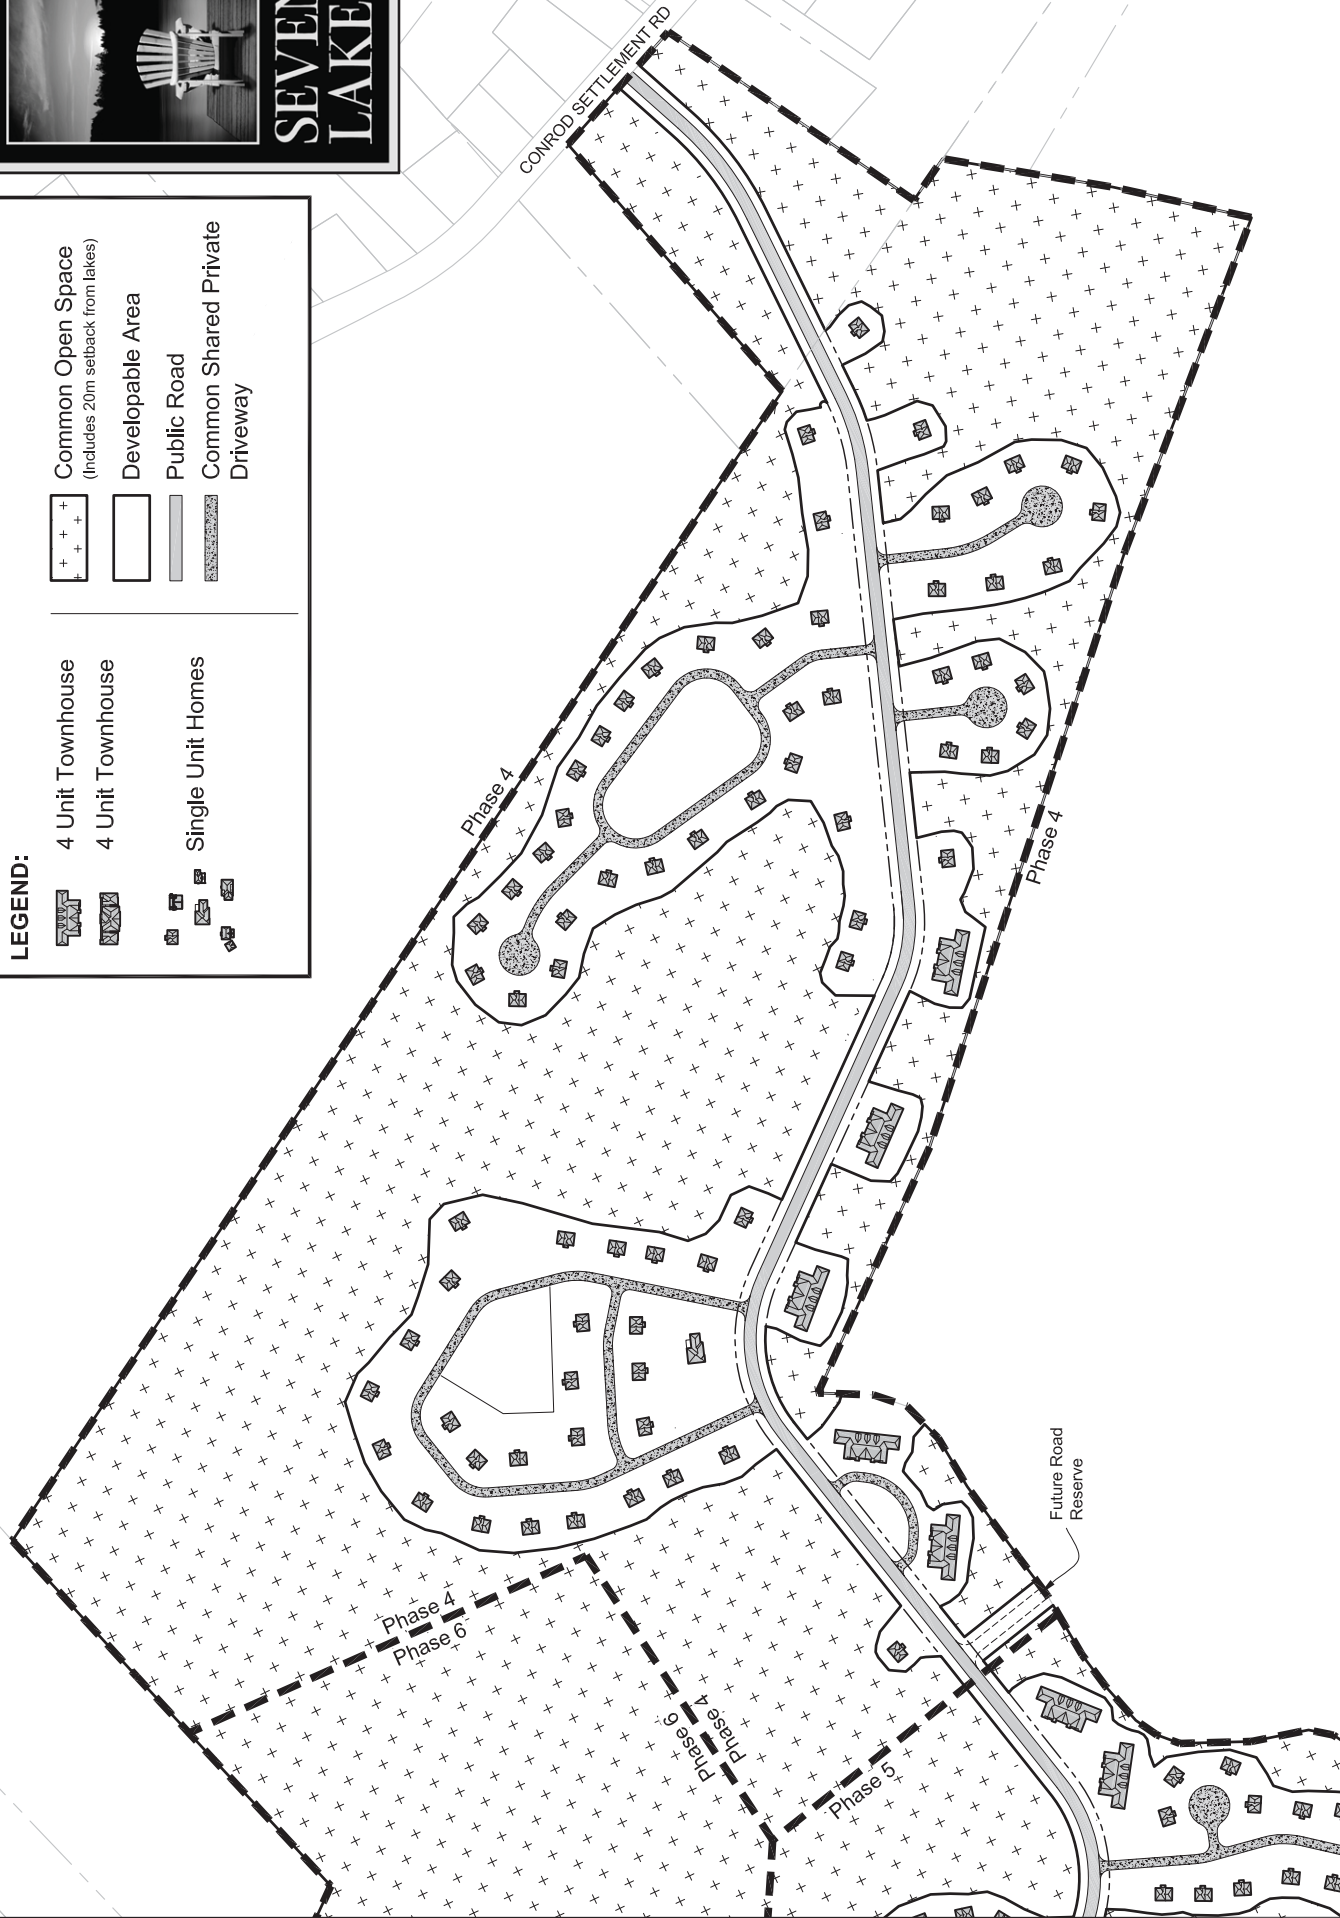 SEVEN
LAKE
LEGEND:
4 Unit Townhouse
4 Unit Townhouse
Single Unit Homes
Common Open Space
(Includes 20m setback from lakes)
Developable Area
Public Road
Common Shared Private
Driveway
CONROD SETTLEMENT RD
Phase 4
Phase 4
Phase 4
Phase 6
Phase 6
Phase 4
Phase 5
Future Road
Reserve